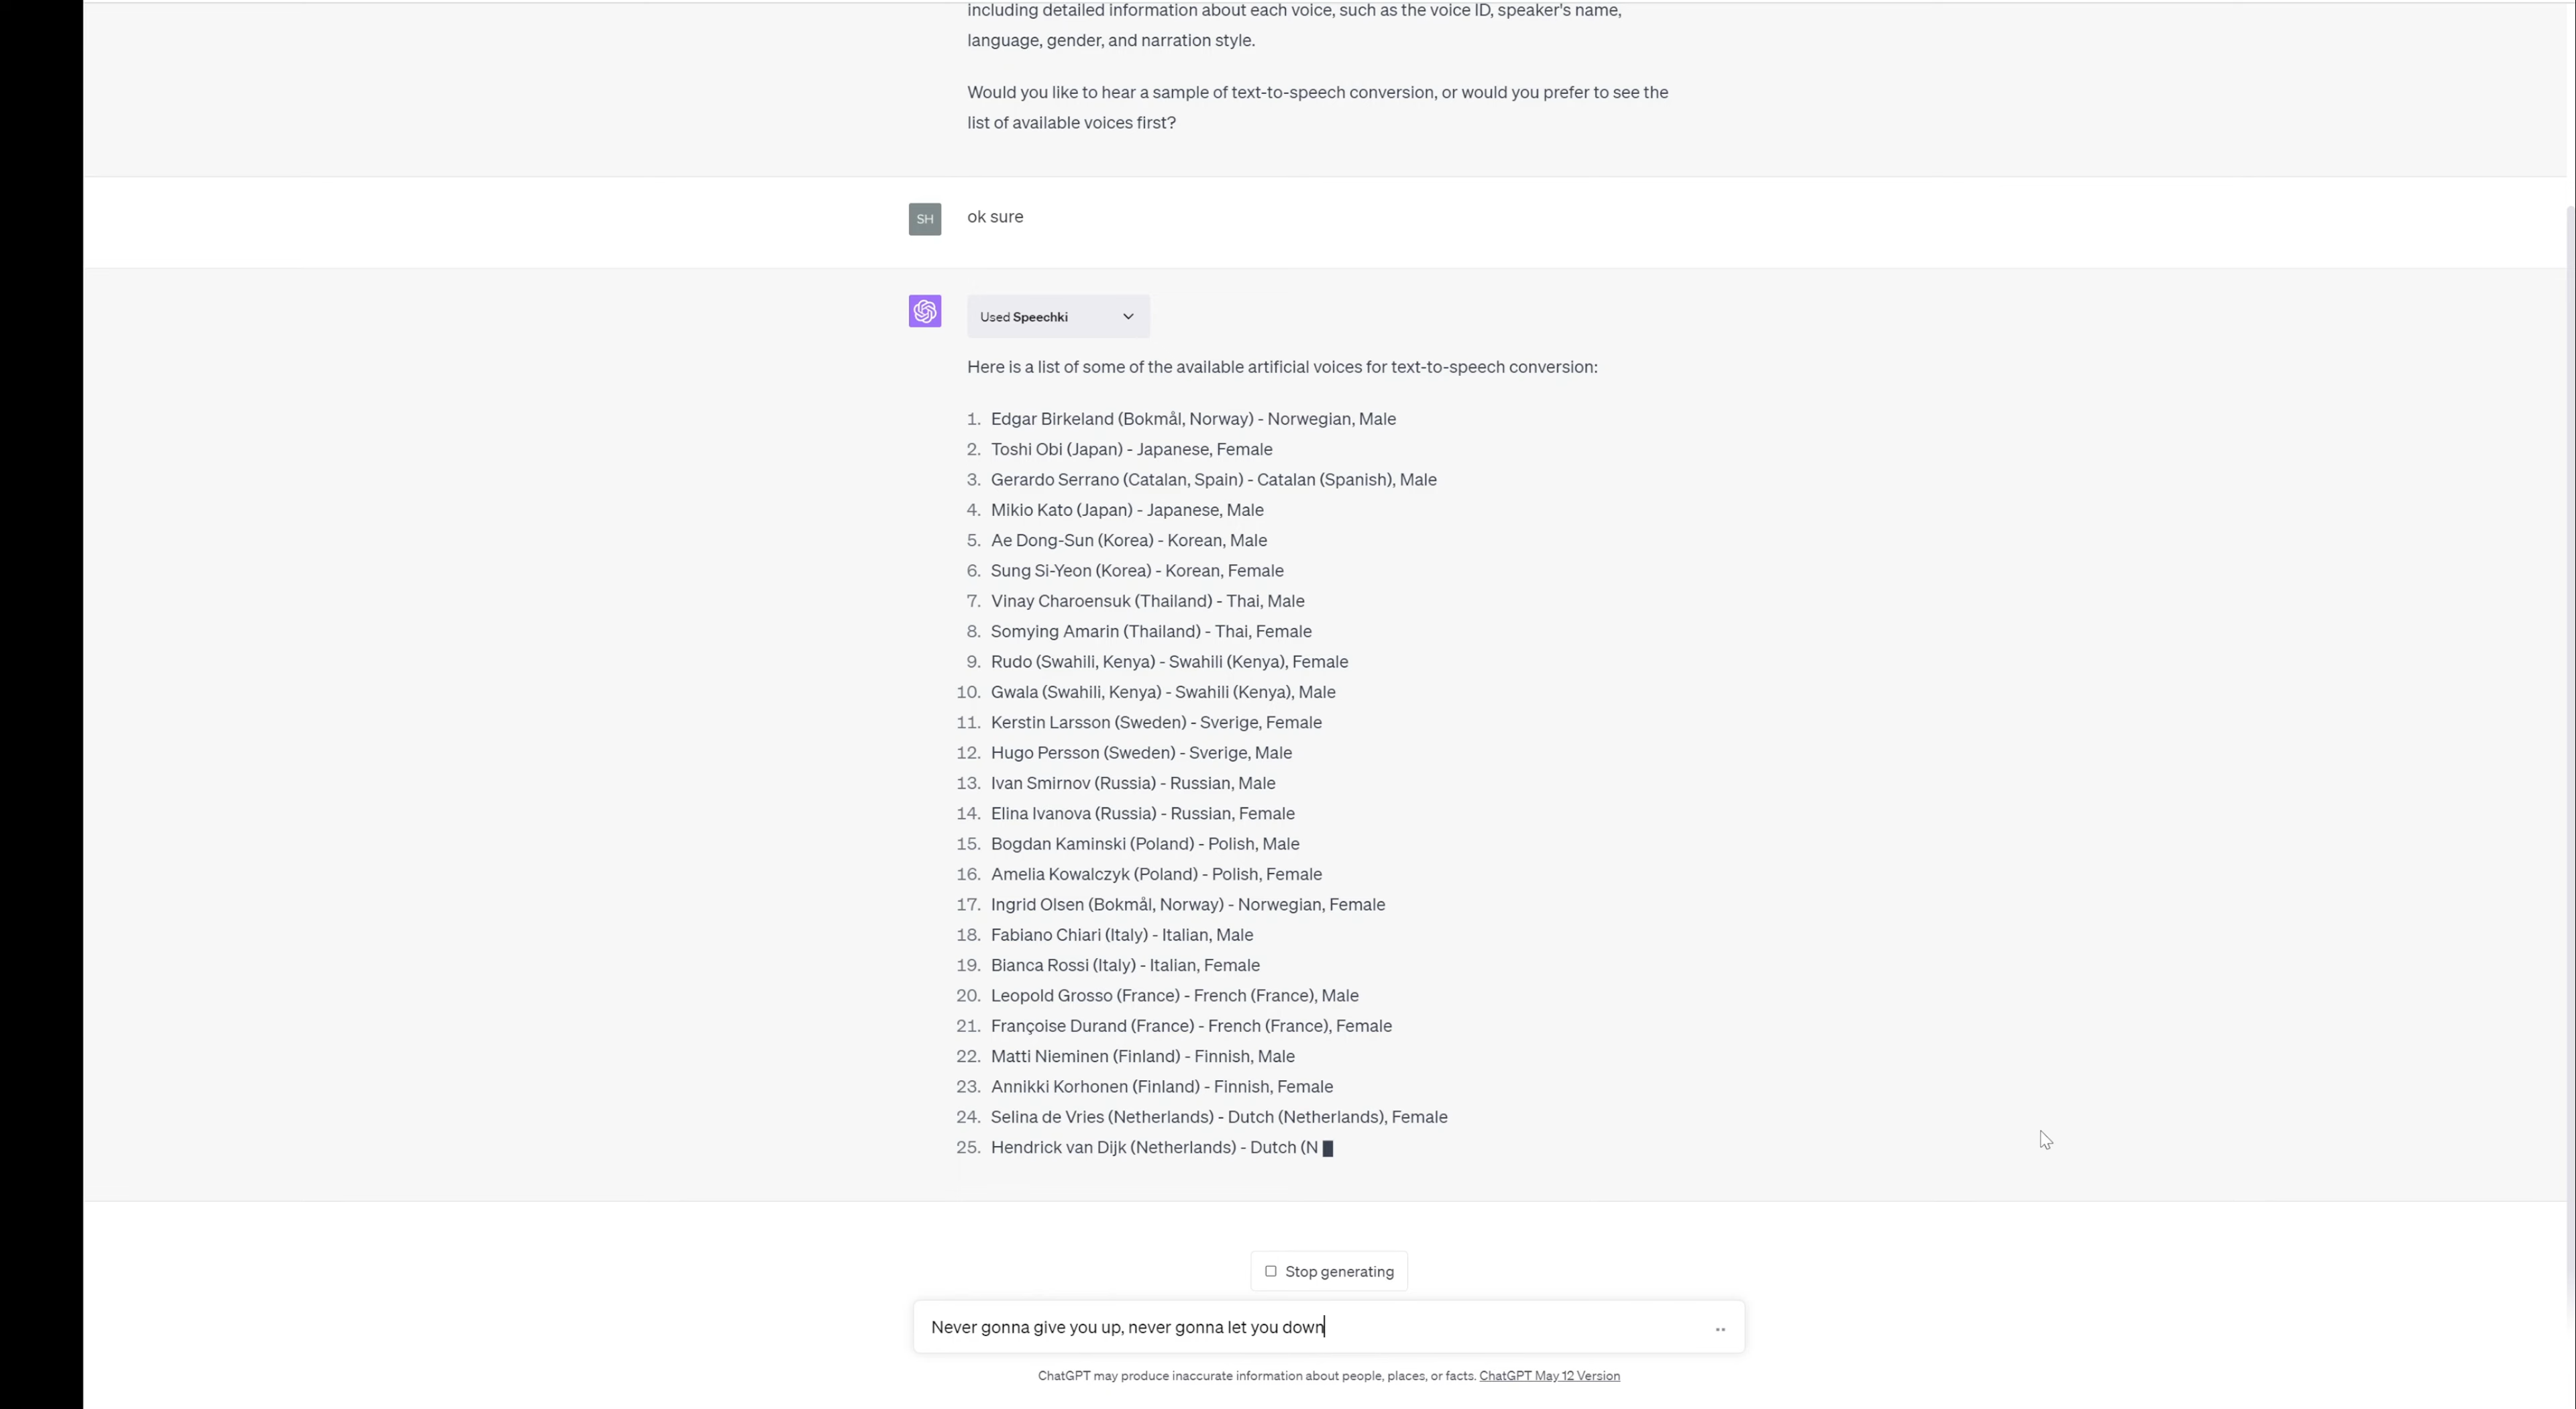 including detailed information about each voice, such as the voice ID, speaker's name,
language, gender, and narration style.
Would you like to hear a sample of text-to-speech conversion, or would you prefer to see the
list of available voices first?
SH
ok sure
Used Speechki
Here is a list of some of the available artificial voices for text-to-speech conversion:
1. Edgar Birkeland (Bokmål, Norway) - Norwegian, Male
2. Toshi Obi (Japan) - Japanese, Female
3. Gerardo Serrano (Catalan, Spain) - Catalan (Spanish), Male
4. Mikio Kato (Japan) - Japanese, Male
5. Ae Dong-Sun (Korea) - Korean, Male
6. Sung Si-Yeon (Korea) - Korean, Female
7. Vinay Charoensuk (Thailand) - Thai, Male
8. Somying Amarin (Thailand) - Thai, Female
9. Rudo (Swahili, Kenya) - Swahili (Kenya), Female
10. Gwala (Swahili, Kenya) - Swahili (Kenya), Male
11. Kerstin Larsson (Sweden) - Sverige, Female
12. Hugo Persson (Sweden) - Sverige, Male
13. Ivan Smirnov (Russia) - Russian, Male
14. Elina Ivanova (Russia) - Russian, Female
15. Bogdan Kaminski (Poland) - Polish, Male
16. Amelia Kowalczyk (Poland) - Polish, Female
17. Ingrid Olsen (Bokmål, Norway) - Norwegian, Female
18. Fabiano Chiari (Italy) - Italian, Male
19. Bianca Rossi (Italy) - Italian, Female
20. Leopold Grosso (France) - French (France), Male
21. Françoise Durand (France) - French (France), Female
22. Matti Nieminen (Finland) - Finnish, Male
23. Annikki Korhonen (Finland) - Finnish, Female
24. Selina de Vries (Netherlands) - Dutch (Netherlands), Female
25. Hendrick van Dijk (Netherlands) - Dutch (N
Stop generating
Never gonna give you up, never gonna let you down
ChatGPT may produce inaccurate information about people, places, or facts. ChatGPT May 12 Version